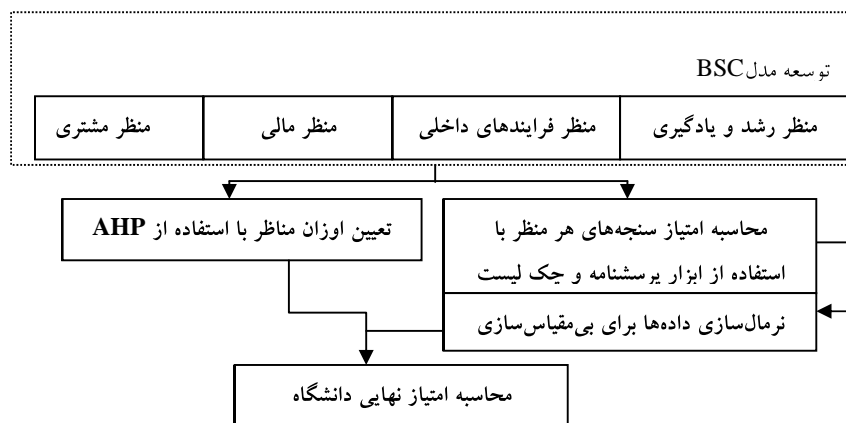 توسعه مدلBSC
منظر رشد و یادگیری
منظر فرایندهای داخلی
منظر مالی
منظر مشتری
محاسبه امتیاز سنجه‌های هر منظر با
استفاده از ابزار پرسشنامه و چک لیست
نرمال‌سازی داده‌ها برای بی‌مقیاس‌سازی
تعیین اوزان مناظر با استفاده از AHP
محاسبه امتیاز نهایی دانشگاه